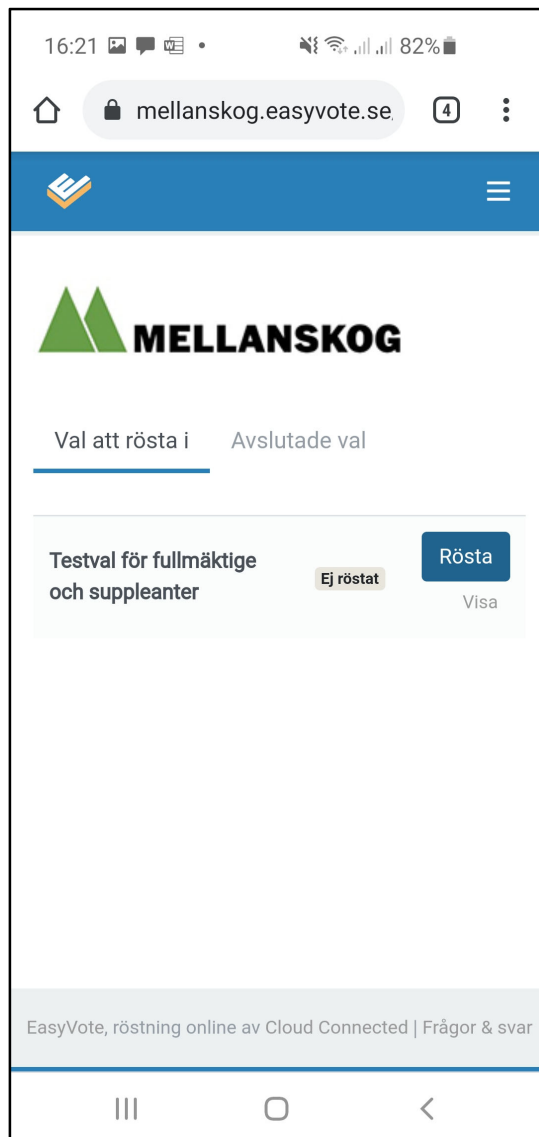 16:21 82%
mellanskog.easyvote.se, 4
MELLANSKOG
Val att rösta i Avslutade val
Testval för fullmäktige
och suppleanter
Ej röstat
Rösta
Visa
EasyVote, röstning online av Cloud Connected | Frågor & svar